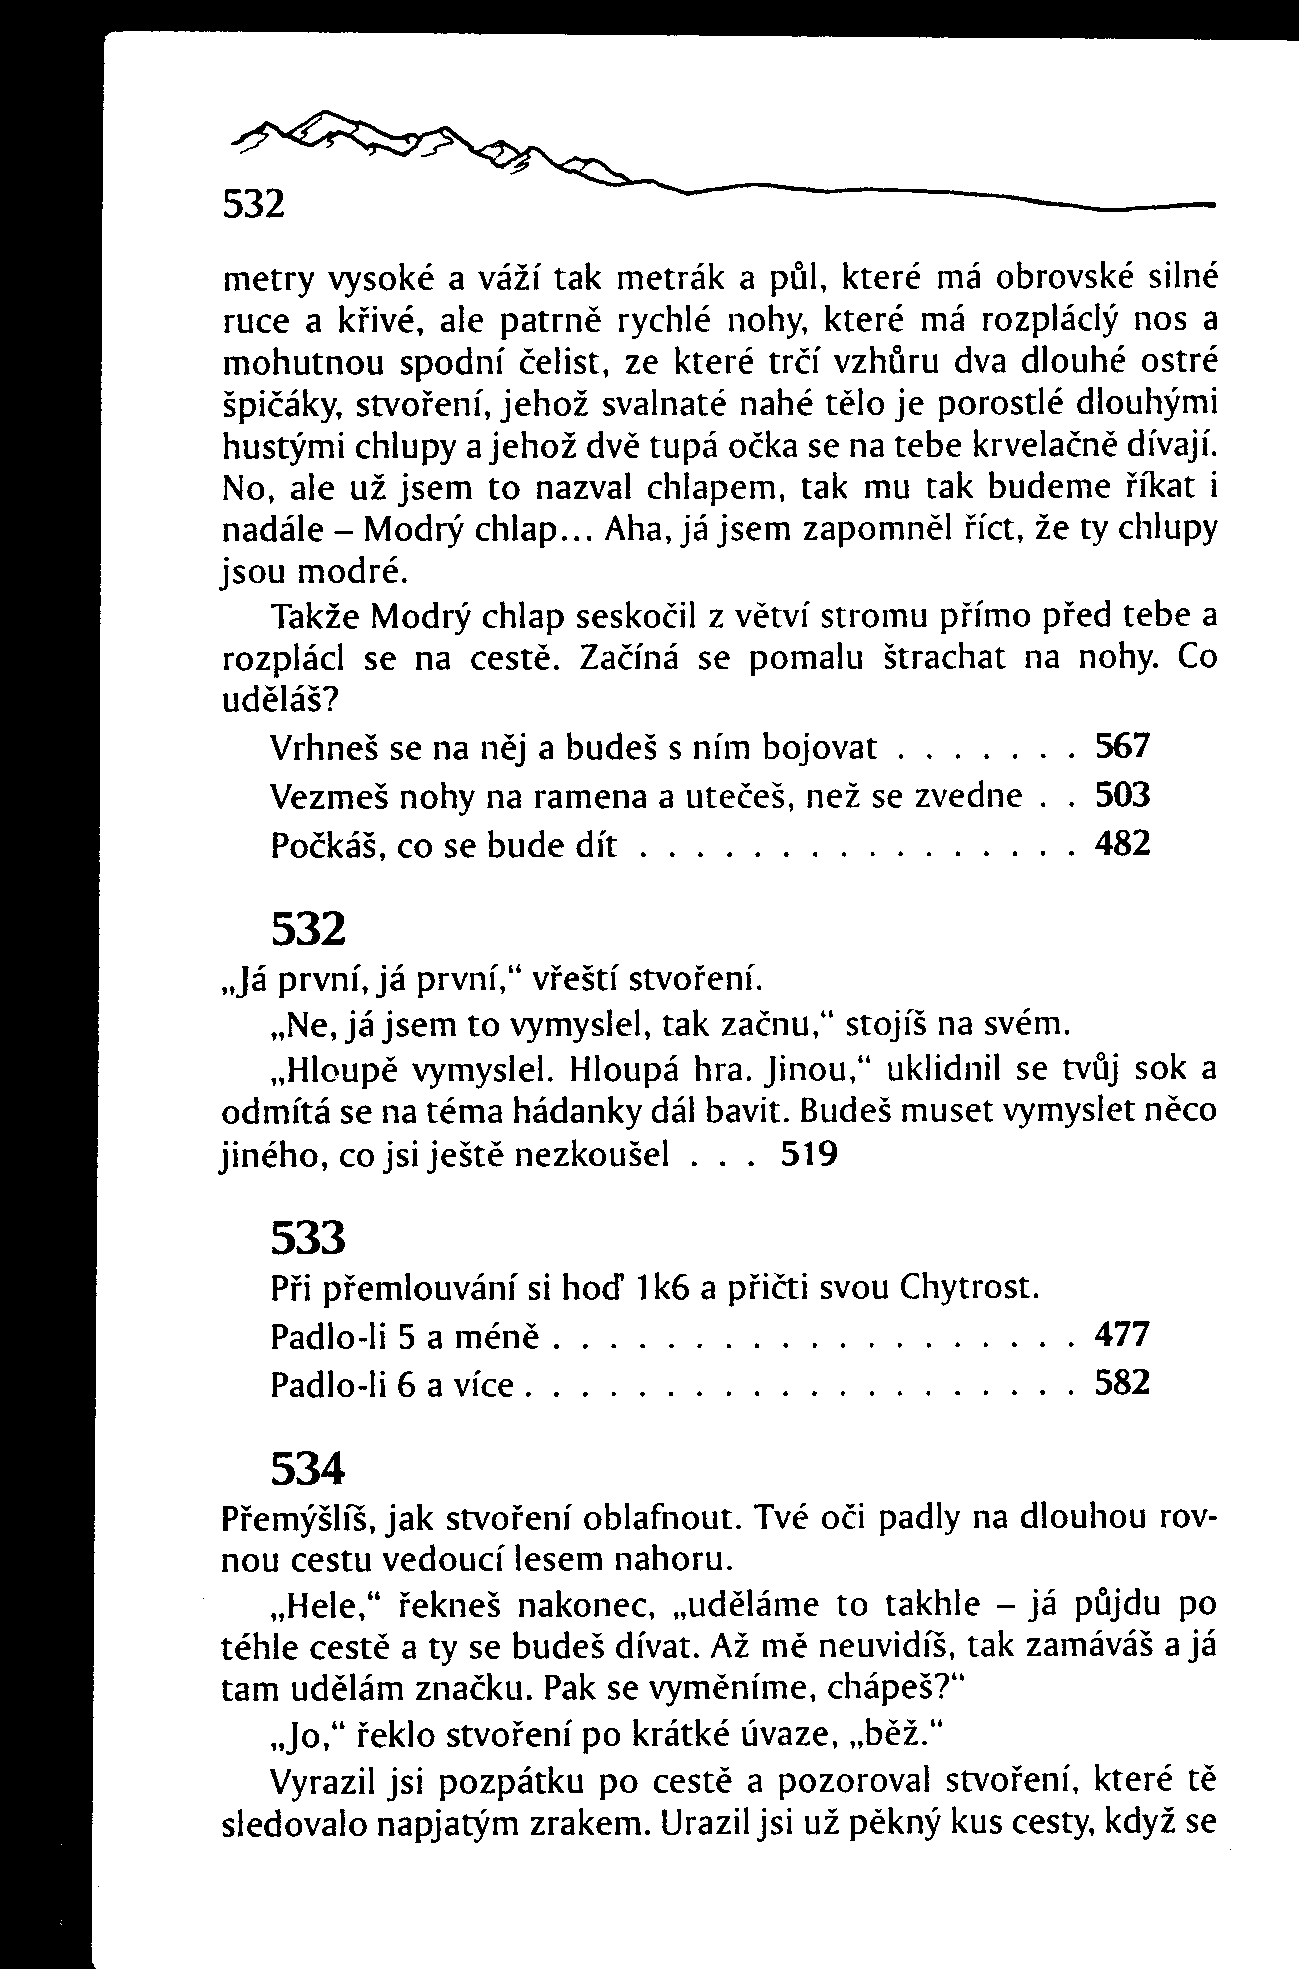 532
metry vysoké a váží tak metrák a půl, které má obrovské silné
ruce a křivé, ale patrně rychlé nohy, které má rozpláclý nos a
mohutnou spodní čelist, ze které trčí vzhůru dva dlouhé ostré
špičáky, stvoření, jehož svalnaté nahé tělo je porostlé dlouhými
hustými chlupy a jehož dvě tupá očka se na tebe krvelačně dívají.
No, ale už jsem to nazval chlapem, tak mu tak budeme říkat i
nadále – Modrý chlap... Aha, já jsem zapomněl říct, že ty chlupy
jsou modré.
Takže Modrý chlap seskočil z větví stromu přímo před tebe a
rozplácl se na cestě. Začíná se pomalu štrachat na nohy. Co
uděláš?
Vrhneš se na něj a budeš s ním bojovat . . . . . . . 567
Vezmeš nohy na ramena a utečeš, než se zvedne . . 503
Počkáš, co se bude dít . . . . . . . . . . . . . . . . 482
532
„Já první, já první,“ vřeští stvoření.
„Ne, já jsem to vymyslel, tak začnu,“ stojíš na svém.
„Hloupě vymyslel. Hloupá hra. Jinou,“ uklidnil se tvůj sok a
odmítá se na téma hádanky dál bavit. Budeš muset vymyslet něco
jiného, co jsi ještě nezkoušel . . . 519
533
Při přemlouvání si hoď 1k6 a přičti svou Chytrost.
Padlo-li 5 a méně . . . . . . . . . . . . . . . . . . . 477
Padlo-li 6 a více . . . . . . . . . . . . . . . . . . . . 582
534
Přemýšlíš, jak stvoření oblafnout. Tvé oči padly na dlouhou rov-
nou cestu vedoucí lesem nahoru.
„Hele,“ řekneš nakonec, „uděláme to takhle – já půjdu po
téhle cestě a ty se budeš dívat. Až mě neuvidíš, tak zamáváš a já
tam udělám značku. Pak se vyměníme, chápeš?“
„Jo,“ řeklo stvoření po krátké úvaze, „běž.“
Vyrazil jsi pozpátku po cestě a pozoroval stvoření, které tě
sledovalo napjatým zrakem. Urazil jsi už pěkný kus cesty, když se